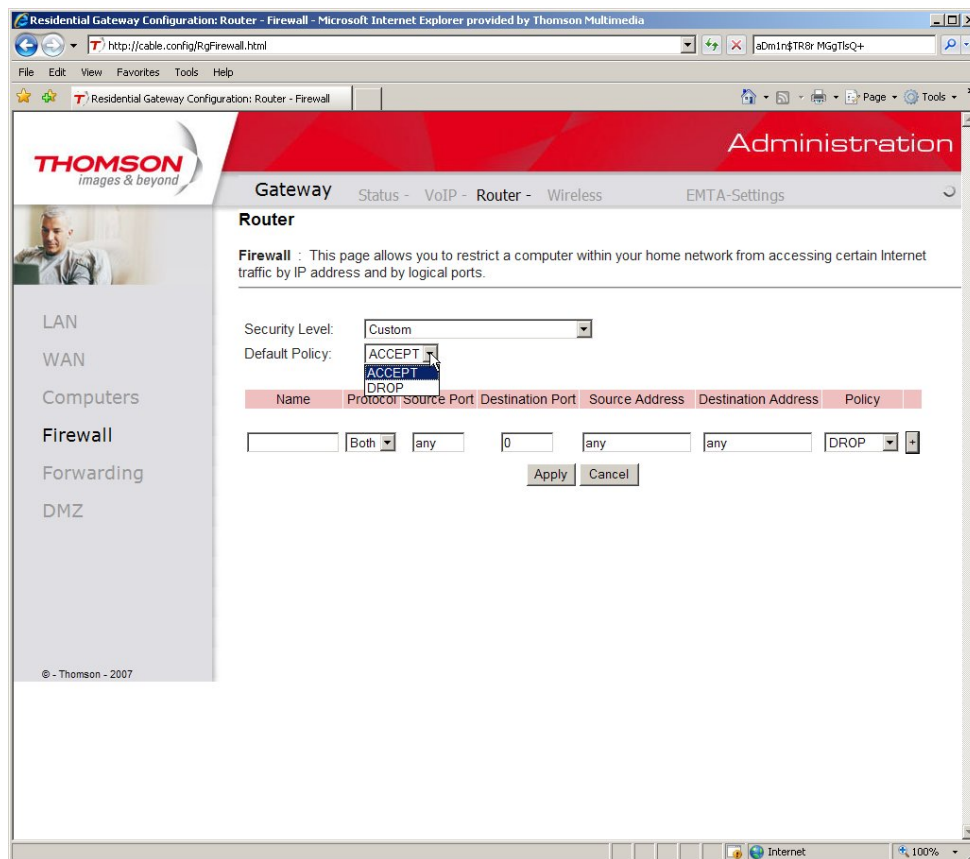 Residential Gateway Configuration: Router - Firewall - Microsoft Internet Explorer provided by Thomson Multimedia
http://cable.config/RgFirewall.html
aDm1n$TR8r MGgTlsQ+
File Edit View Favorites Tools Help
Residential Gateway Configuration: Router - Firewall
Page Tools
THOMSON
images & beyond
Administration
Gateway Status - VoIP - Router - Wireless EMTA-Settings
Router
Firewall : This page allows you to restrict a computer within your home network from accessing certain Internet
traffic by IP address and by logical ports.
LAN
WAN
Computers
Firewall
Forwarding
DMZ
Security Level: Custom
Default Policy: ACCEPT
ACCEPT
DROP
Name Protocol Source Port Destination Port Source Address Destination Address Policy
Both any 0 any any DROP +
Apply Cancel
© - Thomson - 2007
Internet 100%